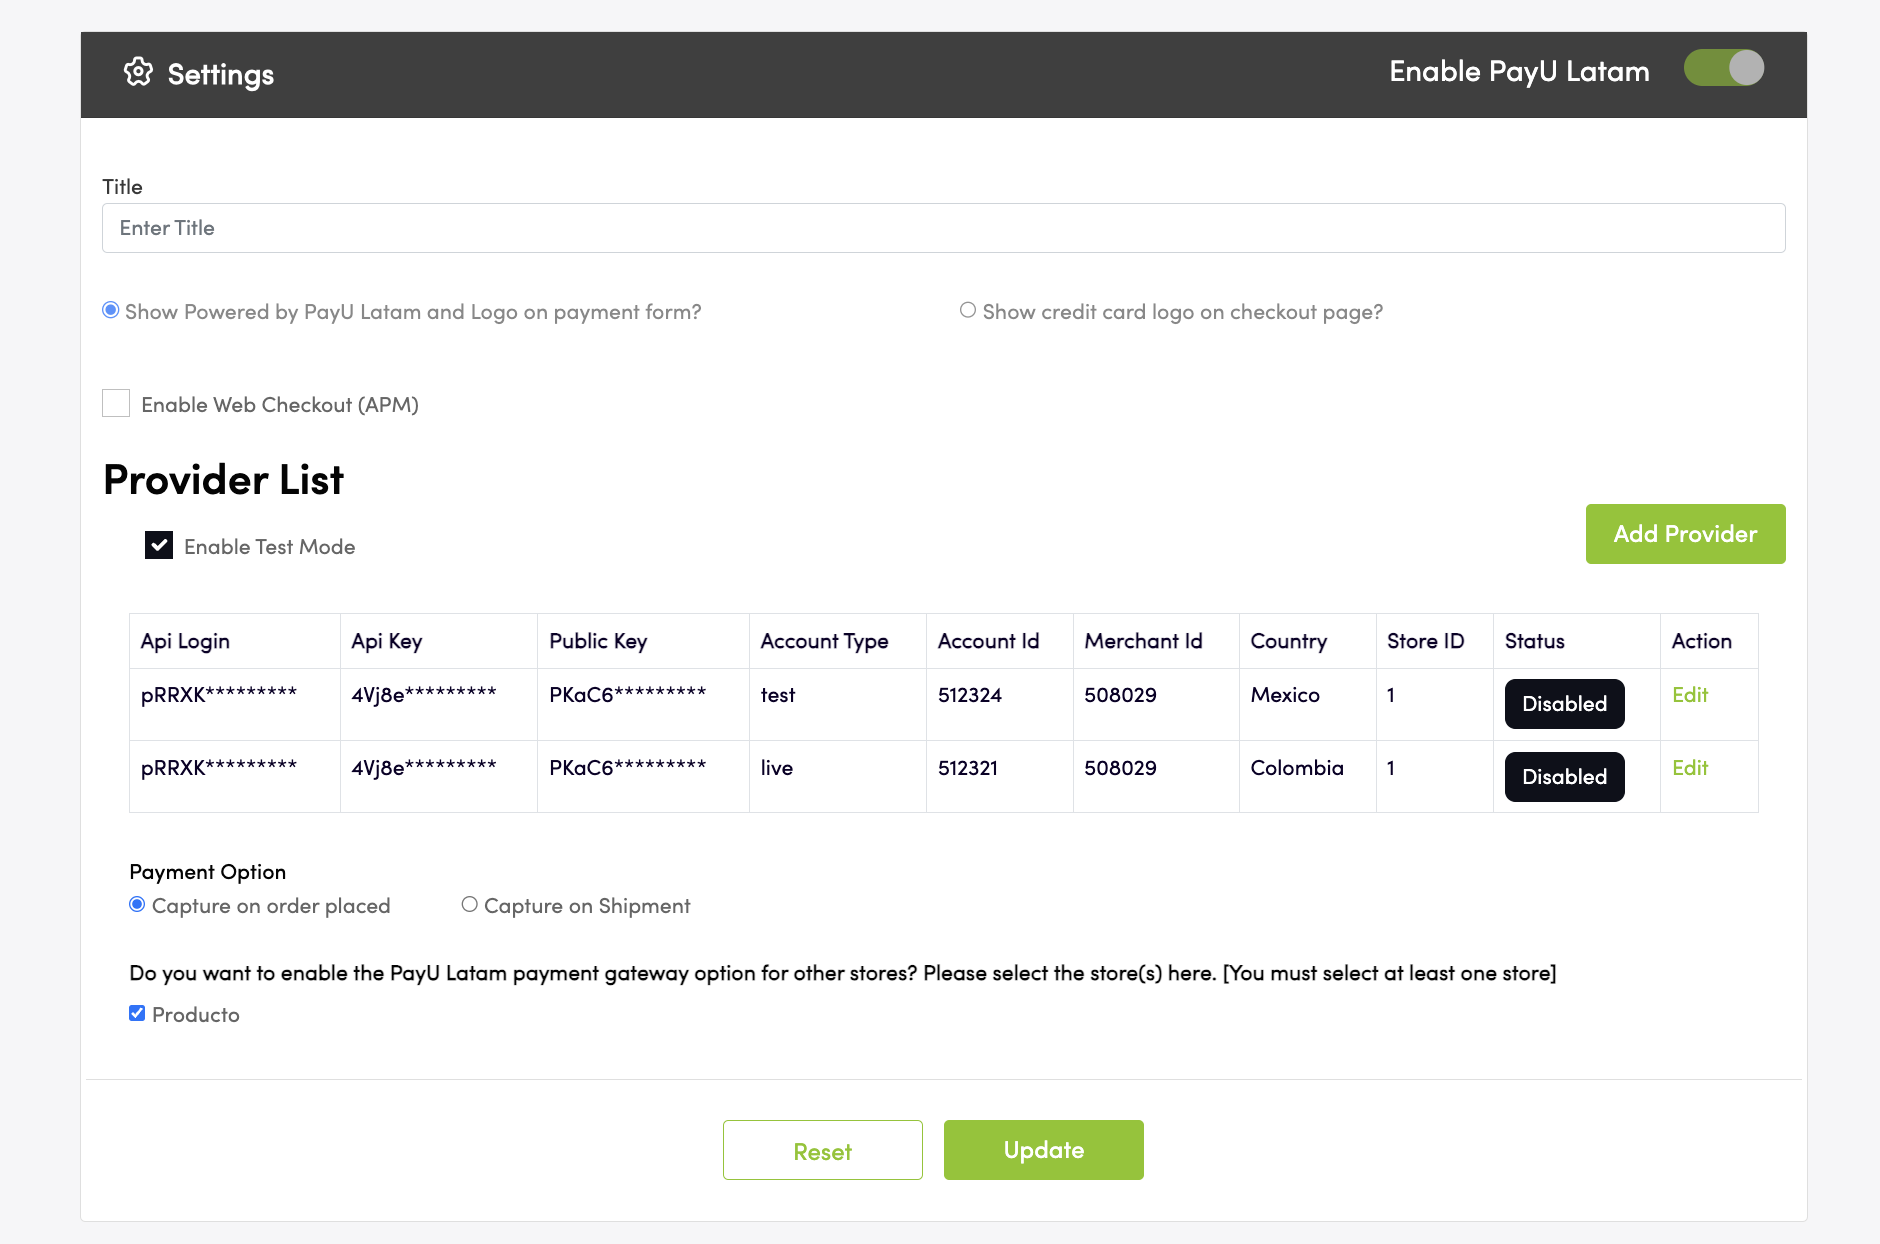 Settings
Enable PayU Latam
Title
Enter Title
Show Powered by PayU Latam and Logo on payment form?
Show credit card logo on checkout page?
Enable Web Checkout (APM)
Provider List
Enable Test Mode
Add Provider
Api Login Api Key Public Key Account Type Account Id Merchant Id Country Store ID Status Action
pRRXK********* 4Vj8e********* PKaC6********* test 512324 508029 Mexico 1 Disabled Edit
pRRXK********* 4Vj8e********* PKaC6********* live 512321 508029 Colombia 1 Disabled Edit
Payment Option
Capture on order placed
Capture on Shipment
Do you want to enable the PayU Latam payment gateway option for other stores? Please select the store(s) here. [You must select at least one store]
Producto
Reset
Update